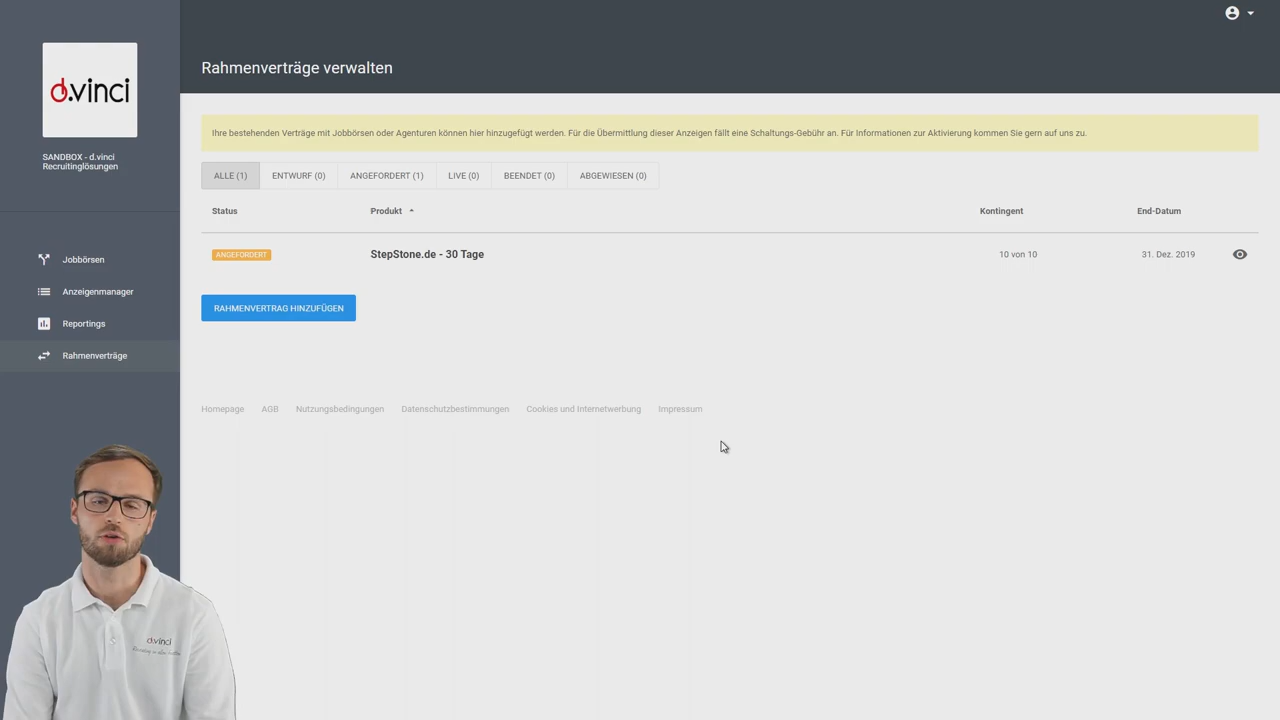 d.vinci
SANDBOX - d.vinci
Recruitinglösungen
Jobbörsen
Anzeigenmanager
Reportings
Rahmenverträge
Rahmenverträge verwalten
Ihre bestehenden Verträge mit Jobbörsen oder Agenturen können hier hinzugefügt werden. Für die Übermittlung dieser Anzeigen fällt eine Schaltungs-Gebühr an. Für Informationen zur Aktivierung kommen Sie gern auf uns zu.
ALLE (1) ENTWURF (0) ANGEFORDERT (1) LIVE (0) BEENDET (0) ABGEWIESEN (0)
Status Produkt Kontingent End-Datum
ANGEFORDERT StepStone.de - 30 Tage 10 von 10 31. Dez. 2019
RAHMENVERTRAG HINZUFÜGEN
Homepage AGB Nutzungsbedingungen Datenschutzbestimmungen Cookies und Internetwerbung Impressum
d.vinci